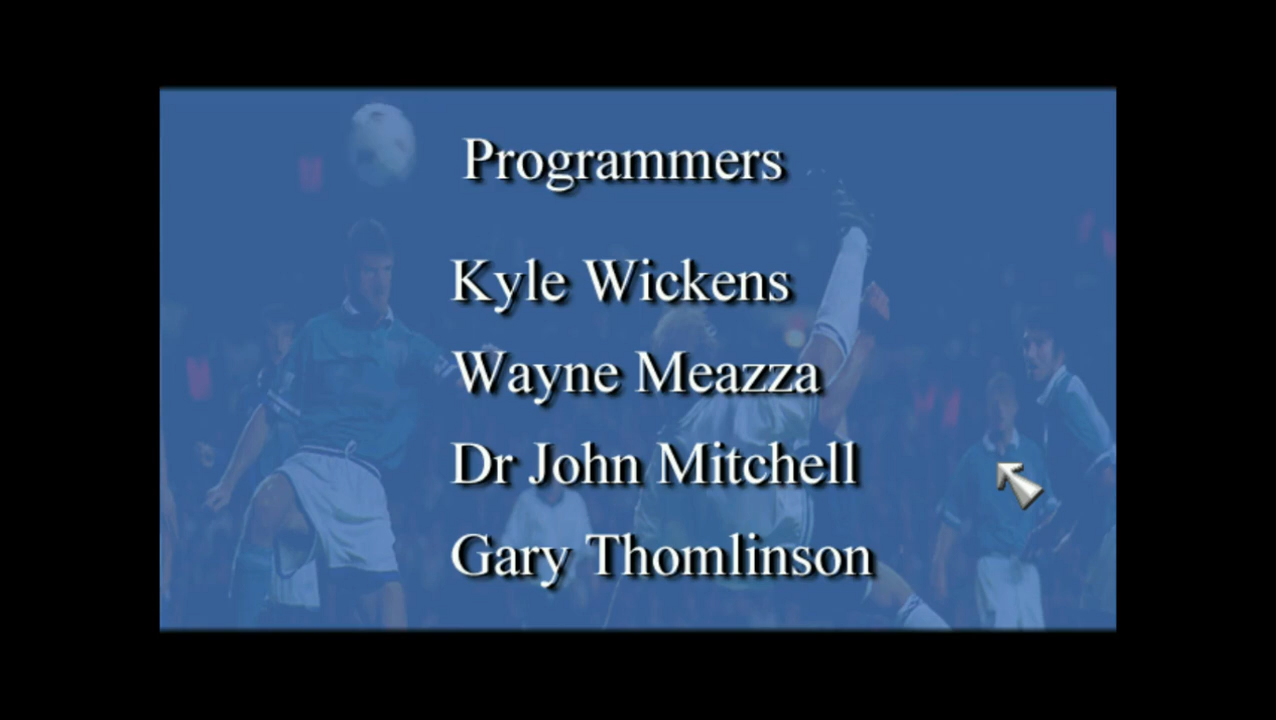 Programmers
Kyle Wickens
Wayne Meazza
Dr John Mitchell
Gary Thomlinson